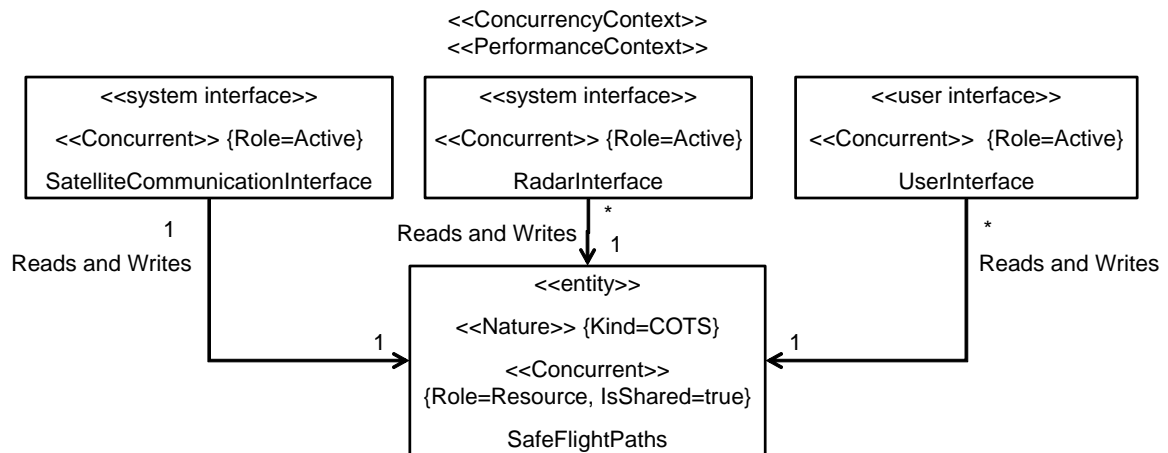 <<ConcurrencyContext>>
<<PerformanceContext>>
<<system interface>>
<<Concurrent>> {Role=Active}
SatelliteCommunicationInterface
<<system interface>>
<<Concurrent>> {Role=Active}
RadarInterface
<<user interface>>
<<Concurrent>> {Role=Active}
UserInterface
1
Reads and Writes
1
*
Reads and Writes
1
*
Reads and Writes
1
<<entity>>
<<Nature>> {Kind=COTS}
<<Concurrent>>
{Role=Resource, IsShared=true}
SafeFlightPaths